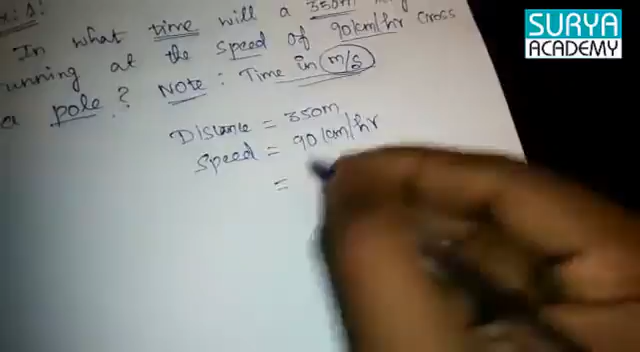 Ex: A:
In what time will a 350m
running at the speed of 90km/hr cross
a pole? Note: Time in m/s
Distance = 350m
Speed = 90km/hr
=
SURYA
ACADEMY